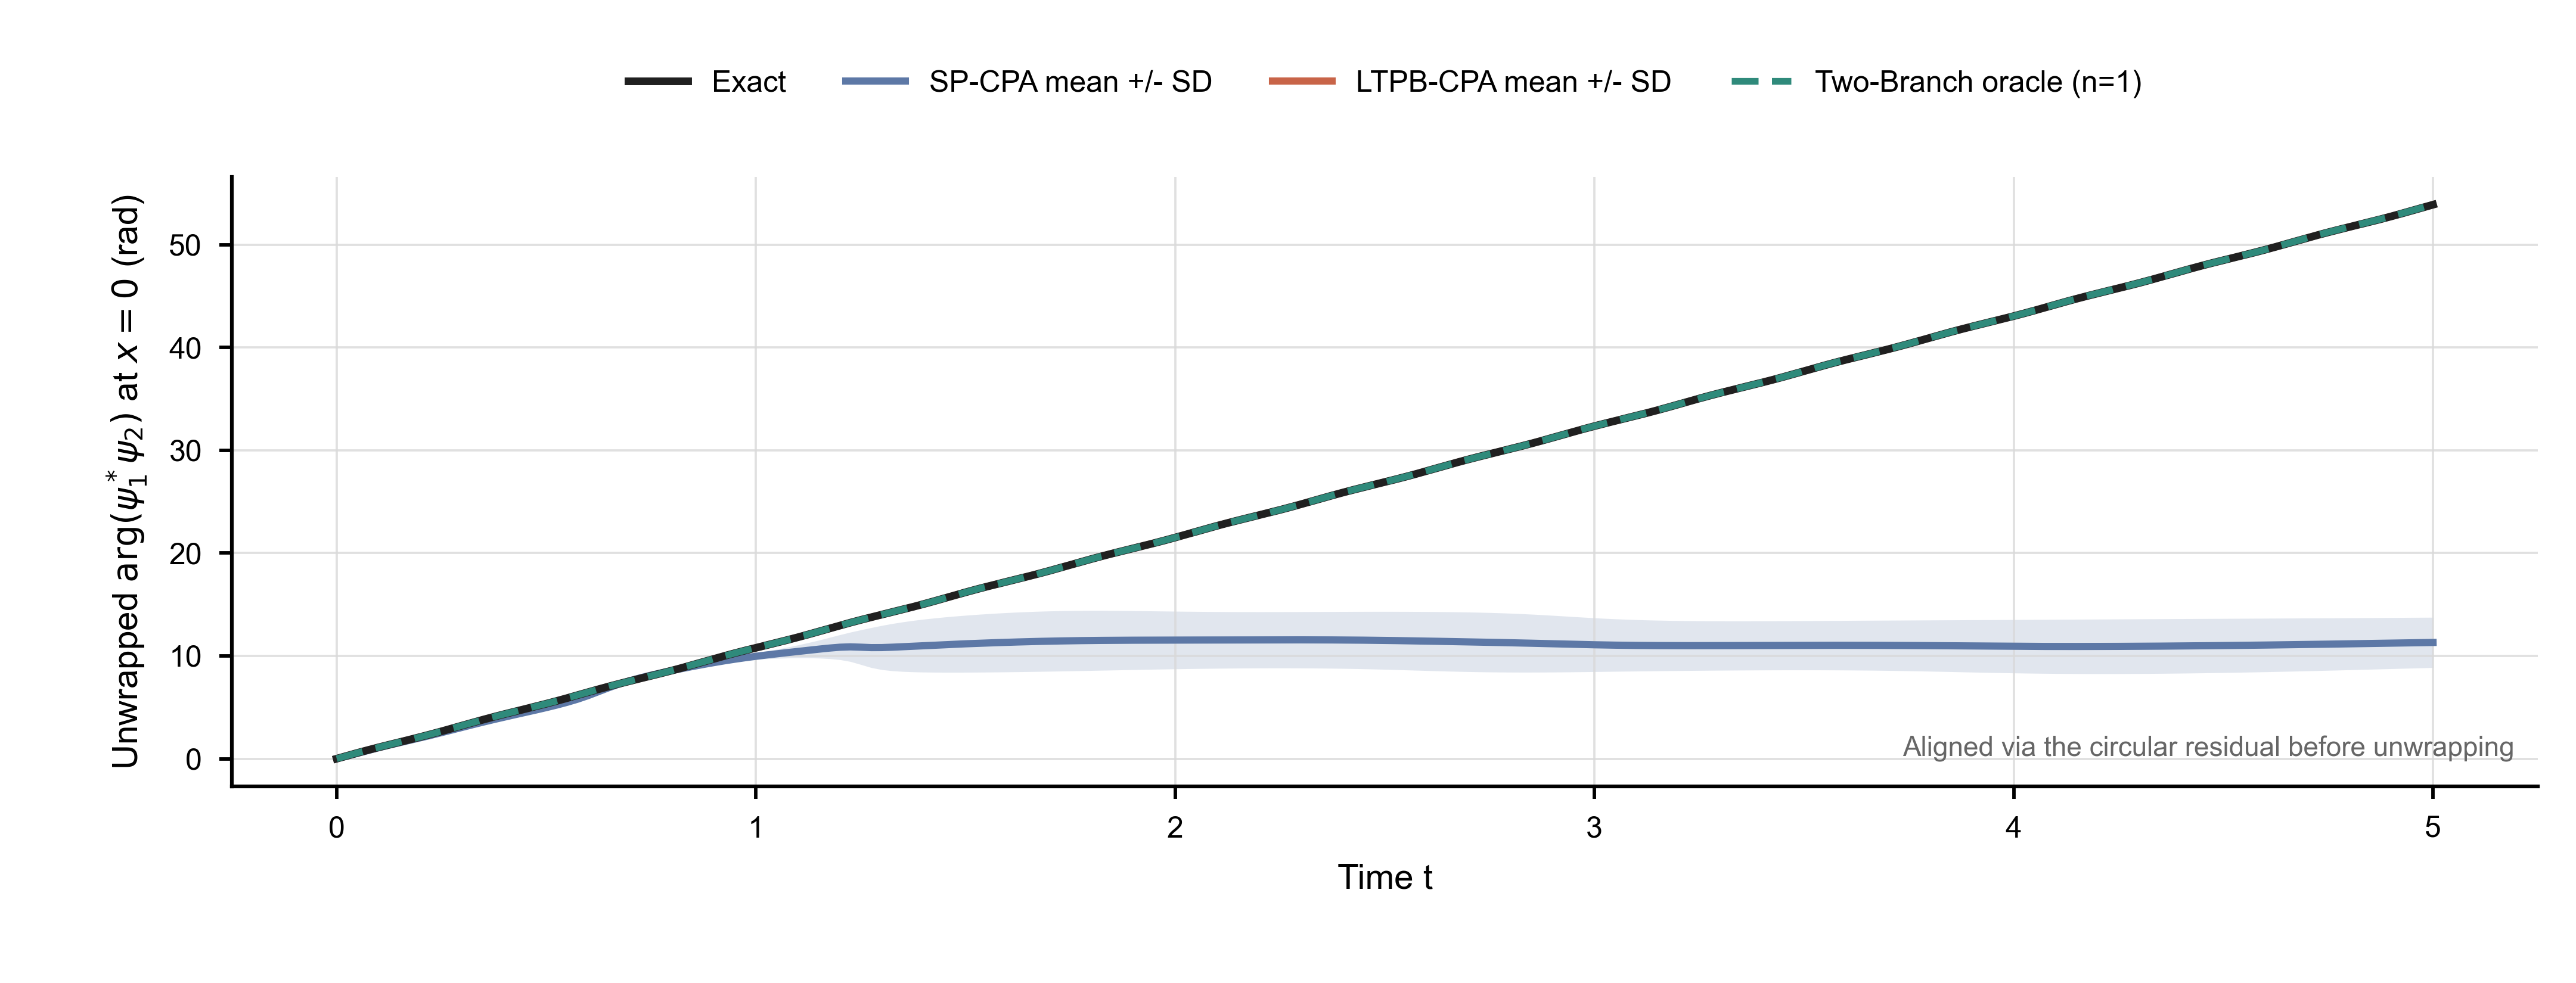 Exact
SP-CPA mean +/- SD
LTPB-CPA mean +/- SD
Two-Branch oracle (n=1)
Unwrapped arg(ψ₁* ψ₂) at x = 0 (rad)
50
40
30
20
10
0
Aligned via the circular residual before unwrapping
0
1
2
3
4
5
Time t